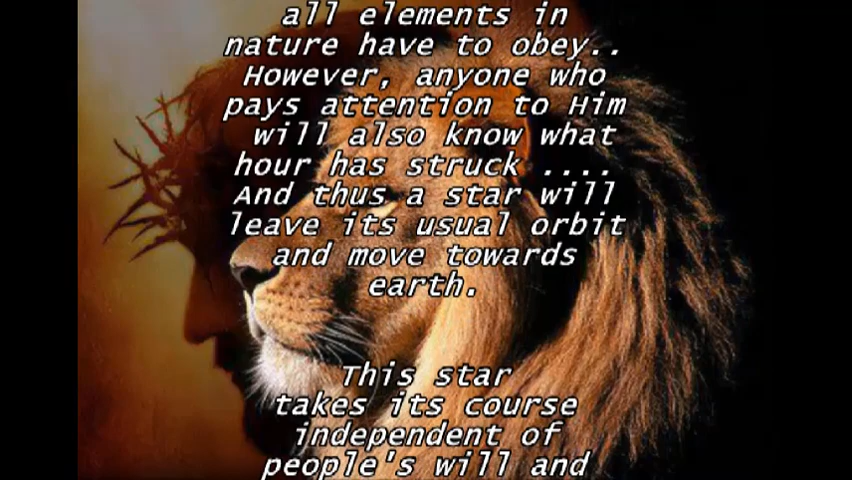 all elements in
nature have to obey..
However, anyone who
pays attention to Him
will also know what
hour has struck ....
And thus a star will
leave its usual orbit
and move towards
earth.
This star
takes its course
independent of
people's will and